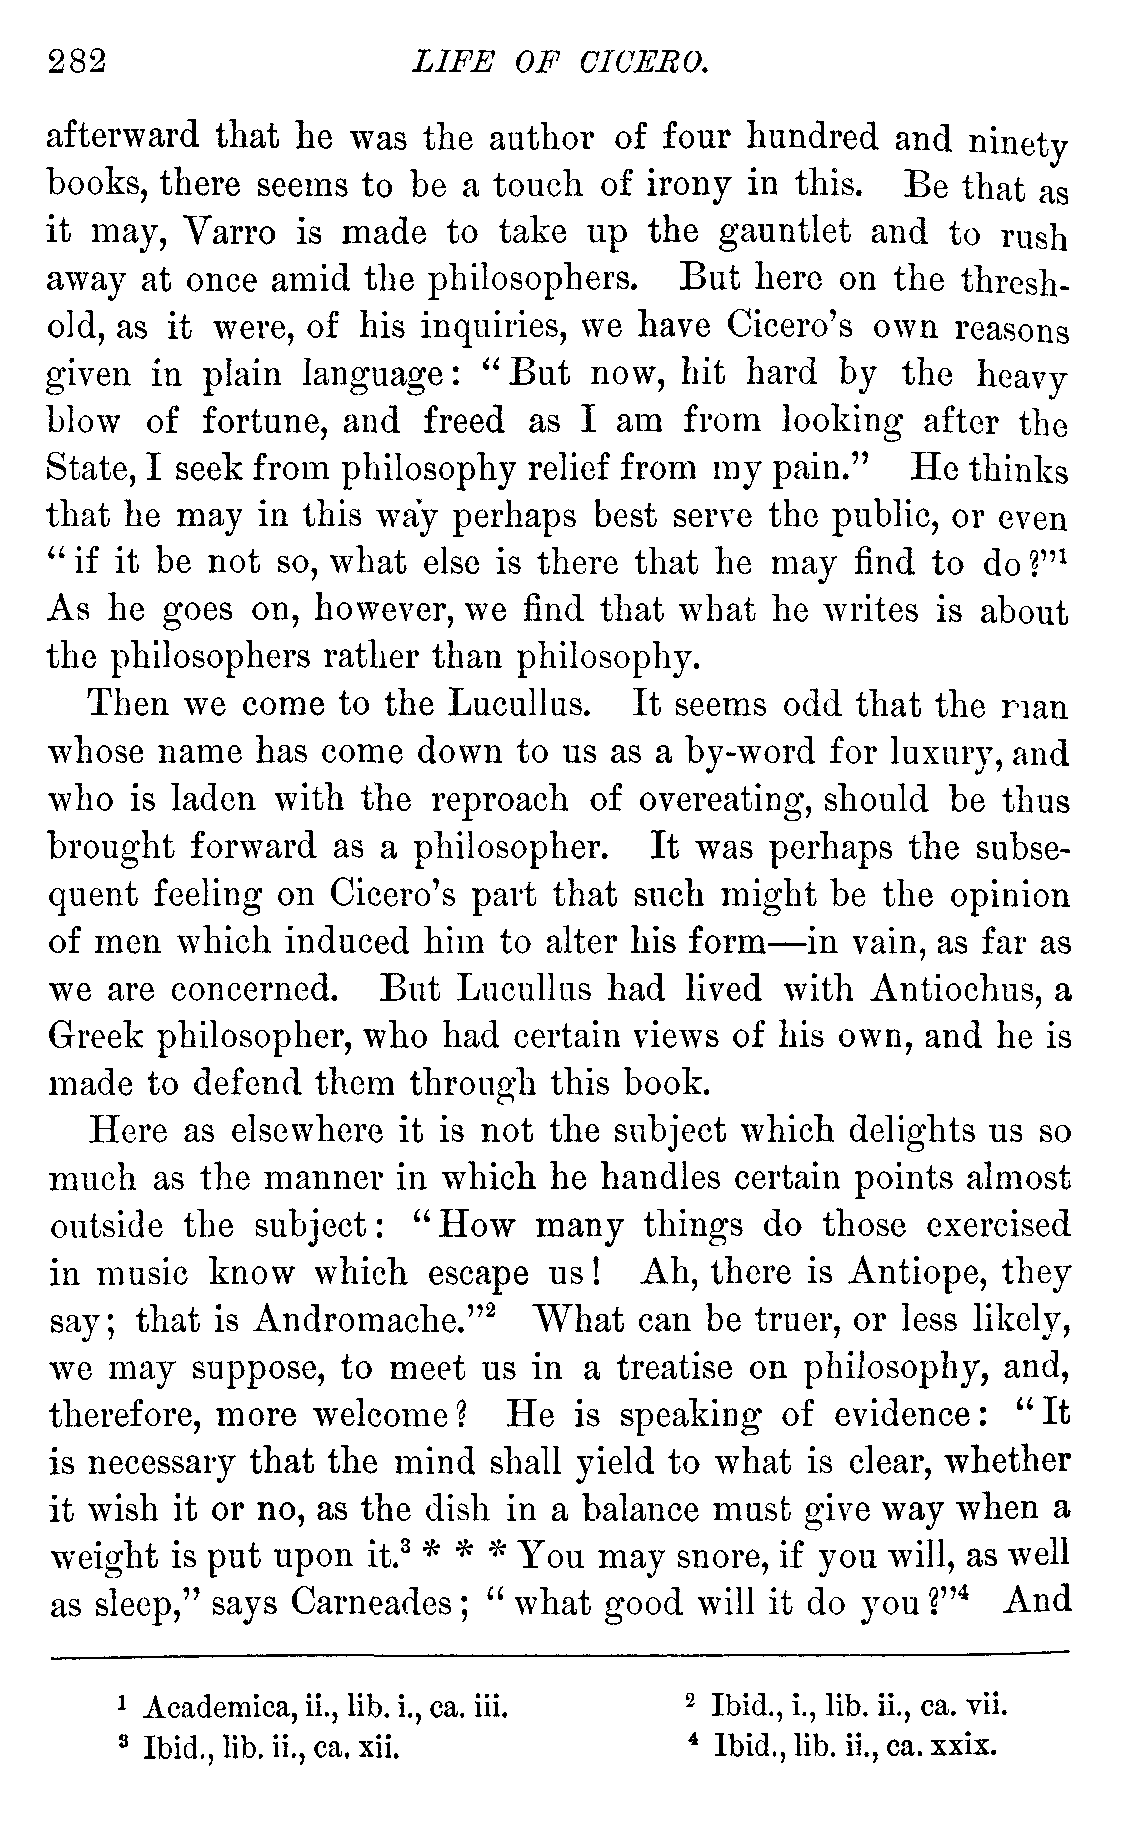 282 LIFE OF CICERO.
afterward that he was the author of four hundred and ninety
books, there seems to be a touch of irony in this. Be that as
it may, Varro is made to take up the gauntlet and to rush
away at once amid the philosophers. But here on the thresh-
old, as it were, of his inquiries, we have Cicero's own reasons
given in plain language: "But now, hit hard by the heavy
blow of fortune, and freed as I am from looking after the
State, I seek from philosophy relief from my pain." He thinks
that he may in this way perhaps best serve the public, or even
"if it be not so, what else is there that he may find to do?"¹
As he goes on, however, we find that what he writes is about
the philosophers rather than philosophy.
Then we come to the Lucullus. It seems odd that the man
whose name has come down to us as a by-word for luxury, and
who is laden with the reproach of overeating, should be thus
brought forward as a philosopher. It was perhaps the subse-
quent feeling on Cicero's part that such might be the opinion
of men which induced him to alter his form—in vain, as far as
we are concerned. But Lucullus had lived with Antiochus, a
Greek philosopher, who had certain views of his own, and he is
made to defend them through this book.
Here as elsewhere it is not the subject which delights us so
much as the manner in which he handles certain points almost
outside the subject: "How many things do those exercised
in music know which escape us! Ah, there is Antiope, they
say; that is Andromache."² What can be truer, or less likely,
we may suppose, to meet us in a treatise on philosophy, and,
therefore, more welcome? He is speaking of evidence: "It
is necessary that the mind shall yield to what is clear, whether
it wish it or no, as the dish in a balance must give way when a
weight is put upon it.³ * * * You may snore, if you will, as well
as sleep," says Carneades; "what good will it do you?"⁴ And
¹ Academica, ii., lib. i., ca. iii. ² Ibid., i., lib. ii., ca. vii.
³ Ibid., lib. ii., ca. xii. ⁴ Ibid., lib. ii., ca. xxix.